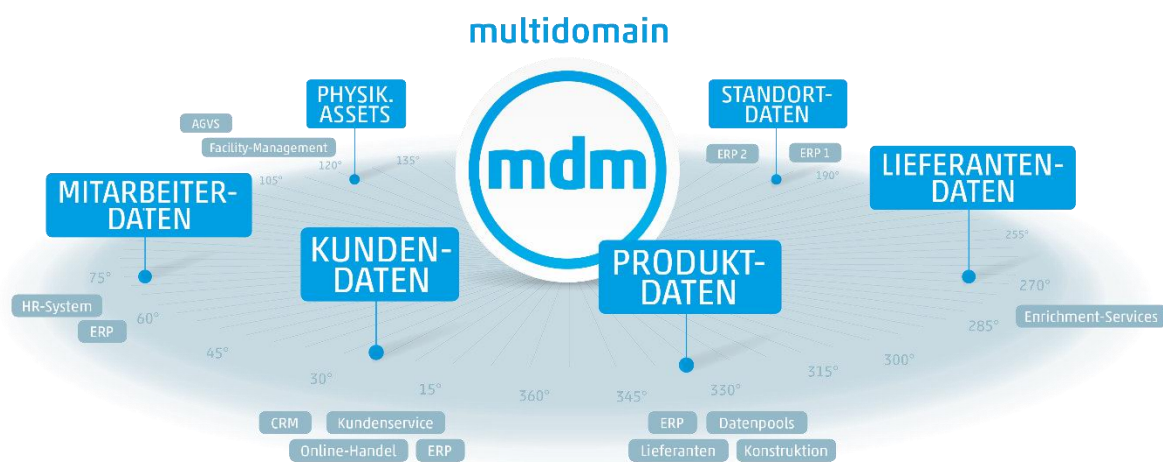 multidomain
mdm
PHYSIK.
ASSETS
AGVS
Facility-Management
STANDORT-
DATEN
ERP 2
ERP 1
MITARBEITER-
DATEN
HR-System
ERP
KUNDEN-
DATEN
CRM
Kundenservice
Online-Handel
ERP
PRODUKT-
DATEN
ERP
Datenpools
Lieferanten
Konstruktion
LIEFERANTEN-
DATEN
Enrichment-Services
135°
120°
105°
75°
60°
45°
30°
15°
360°
345°
330°
315°
300°
285°
270°
255°
190°